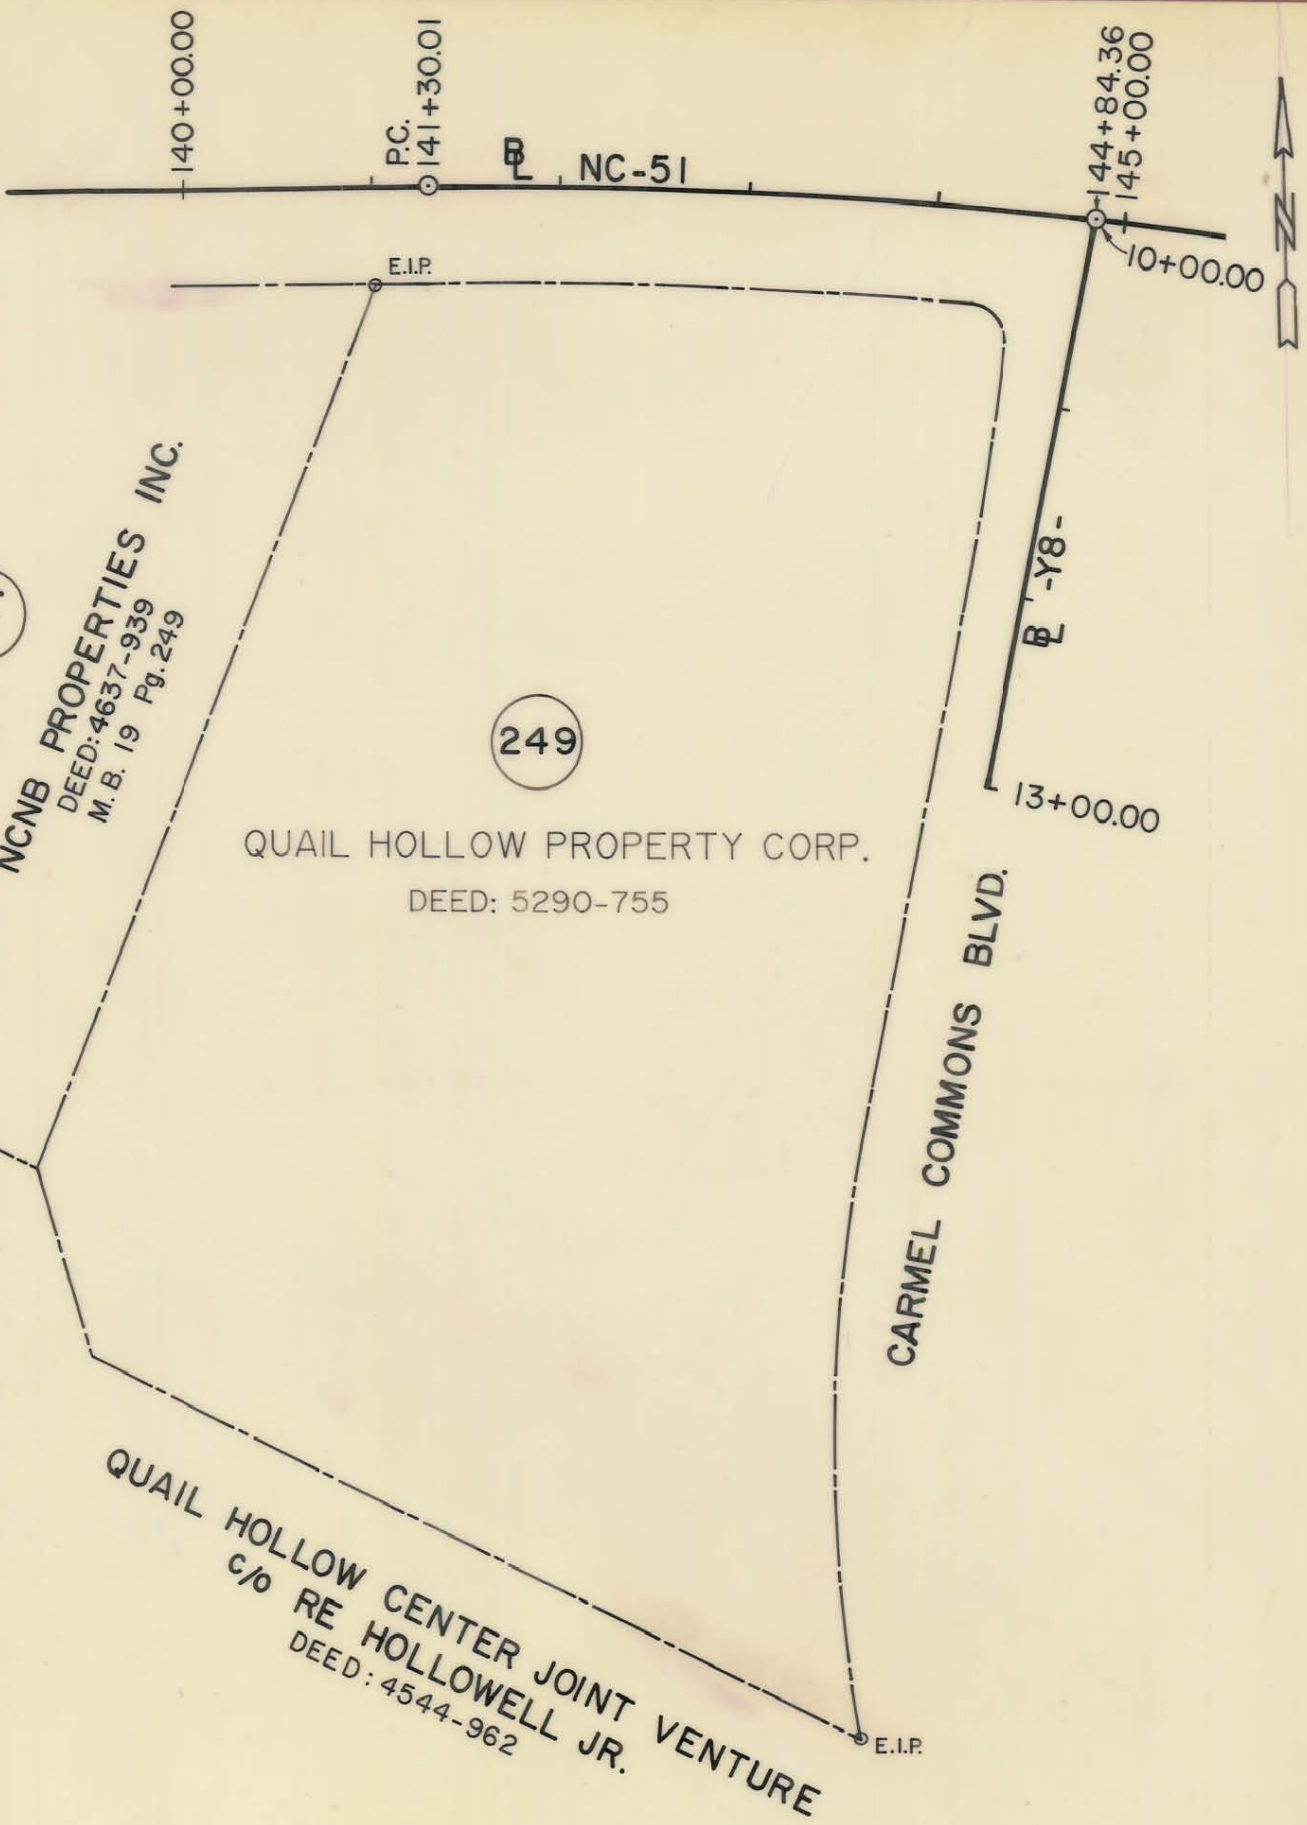 140+00.00
P.C.
141+30.01
BL NC-51
144+84.36
145+00.00
10+00.00
N
E.I.P.
NCNB PROPERTIES INC.
DEED:4637-939
M.B. 19 Pg.249
BL -Y8-
13+00.00
249
QUAIL HOLLOW PROPERTY CORP.
DEED: 5290-755
CARMEL COMMONS BLVD.
QUAIL HOLLOW CENTER JOINT VENTURE
C/O RE HOLLOWELL JR.
DEED: 4544-962
E.I.P.